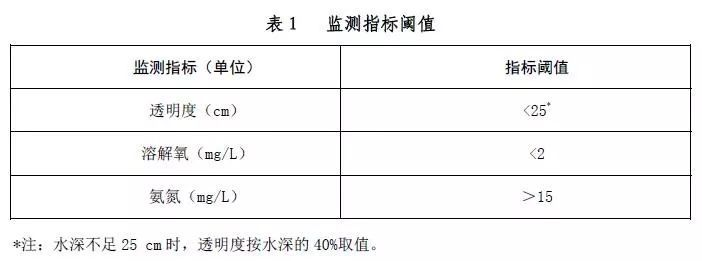 表 1 监测指标阈值
监测指标（单位） 指标阈值
透明度（cm） <25*
溶解氧（mg/L） <2
氨氮（mg/L） ＞15
*注：水深不足 25 cm 时，透明度按水深的 40%取值。